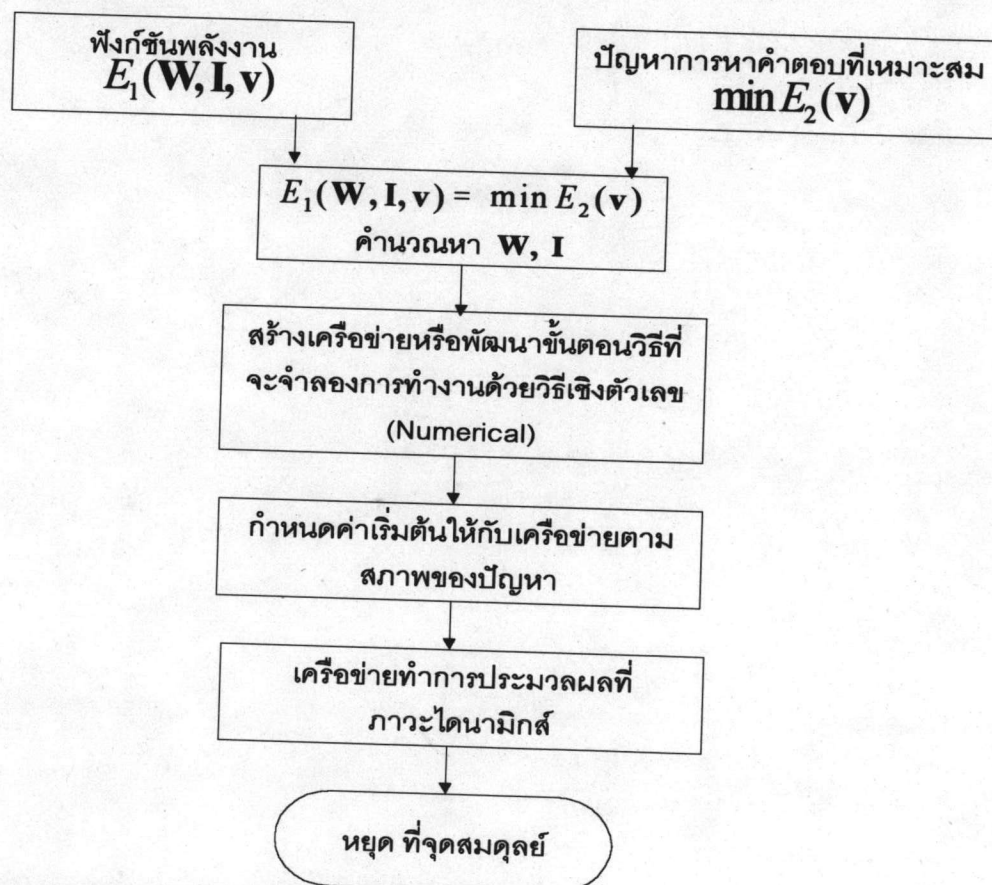 ฟังก์ชันพลังงาน
E₁(W, I, v)
ปัญหาการหาคำตอบที่เหมาะสม
min E₂(v)
E₁(W, I, v) = min E₂(v)
คำนวณหา W, I
สร้างเครือข่ายหรือพัฒนาขั้นตอนวิธีที่
จะจำลองการทำงานด้วยวิธีเชิงตัวเลข
(Numerical)
กำหนดค่าเริ่มต้นให้กับเครือข่ายตาม
สภาพของปัญหา
เครือข่ายทำการประมวลผลที่
ภาวะไดนามิกส์
หยุด ที่จุดสมดุลย์